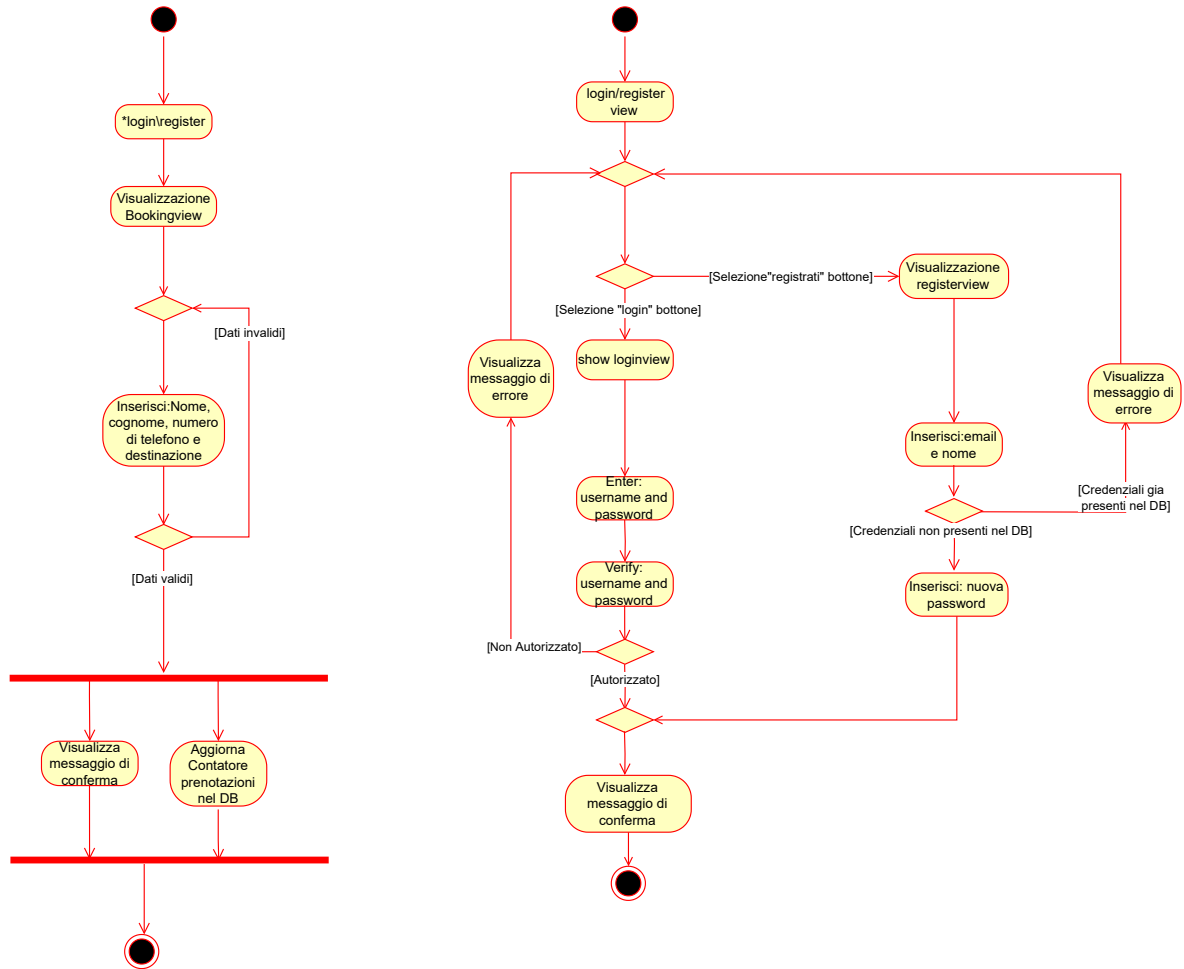 *login\register
Visualizzazione
Bookingview
[Dati invalidi]
Inserisci:Nome,
cognome, numero
di telefono e
destinazione
[Dati validi]
Visualizza
messaggio di
conferma
Aggiorna
Contatore
prenotazioni
nel DB
login/register
view
[Selezione"registrati" bottone]
Visualizzazione
registerview
[Selezione "login" bottone]
show loginview
Visualizza
messaggio di
errore
Visualizza
messaggio di
errore
Inserisci:email
e nome
Enter:
username and
password
[Credenziali gia
presenti nel DB]
[Credenziali non presenti nel DB]
Verify:
username and
password
Inserisci: nuova
password
[Non Autorizzato]
[Autorizzato]
Visualizza
messaggio di
conferma